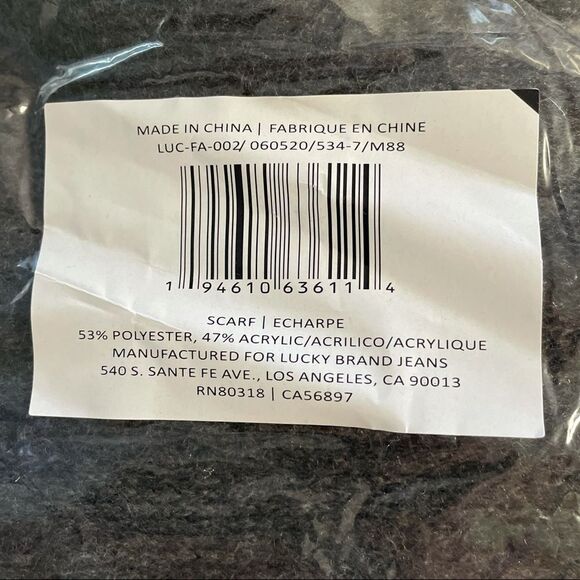 MADE IN CHINA | FABRIQUE EN CHINE
LUC-FA-002/ 060520/534-7/M88
1 94610 63611 4
SCARF | ECHARPE
53% POLYESTER, 47% ACRYLIC/ACRILICO/ACRYLIQUE
MANUFACTURED FOR LUCKY BRAND JEANS
540 S. SANTE FE AVE., LOS ANGELES, CA 90013
RN80318 | CA56897